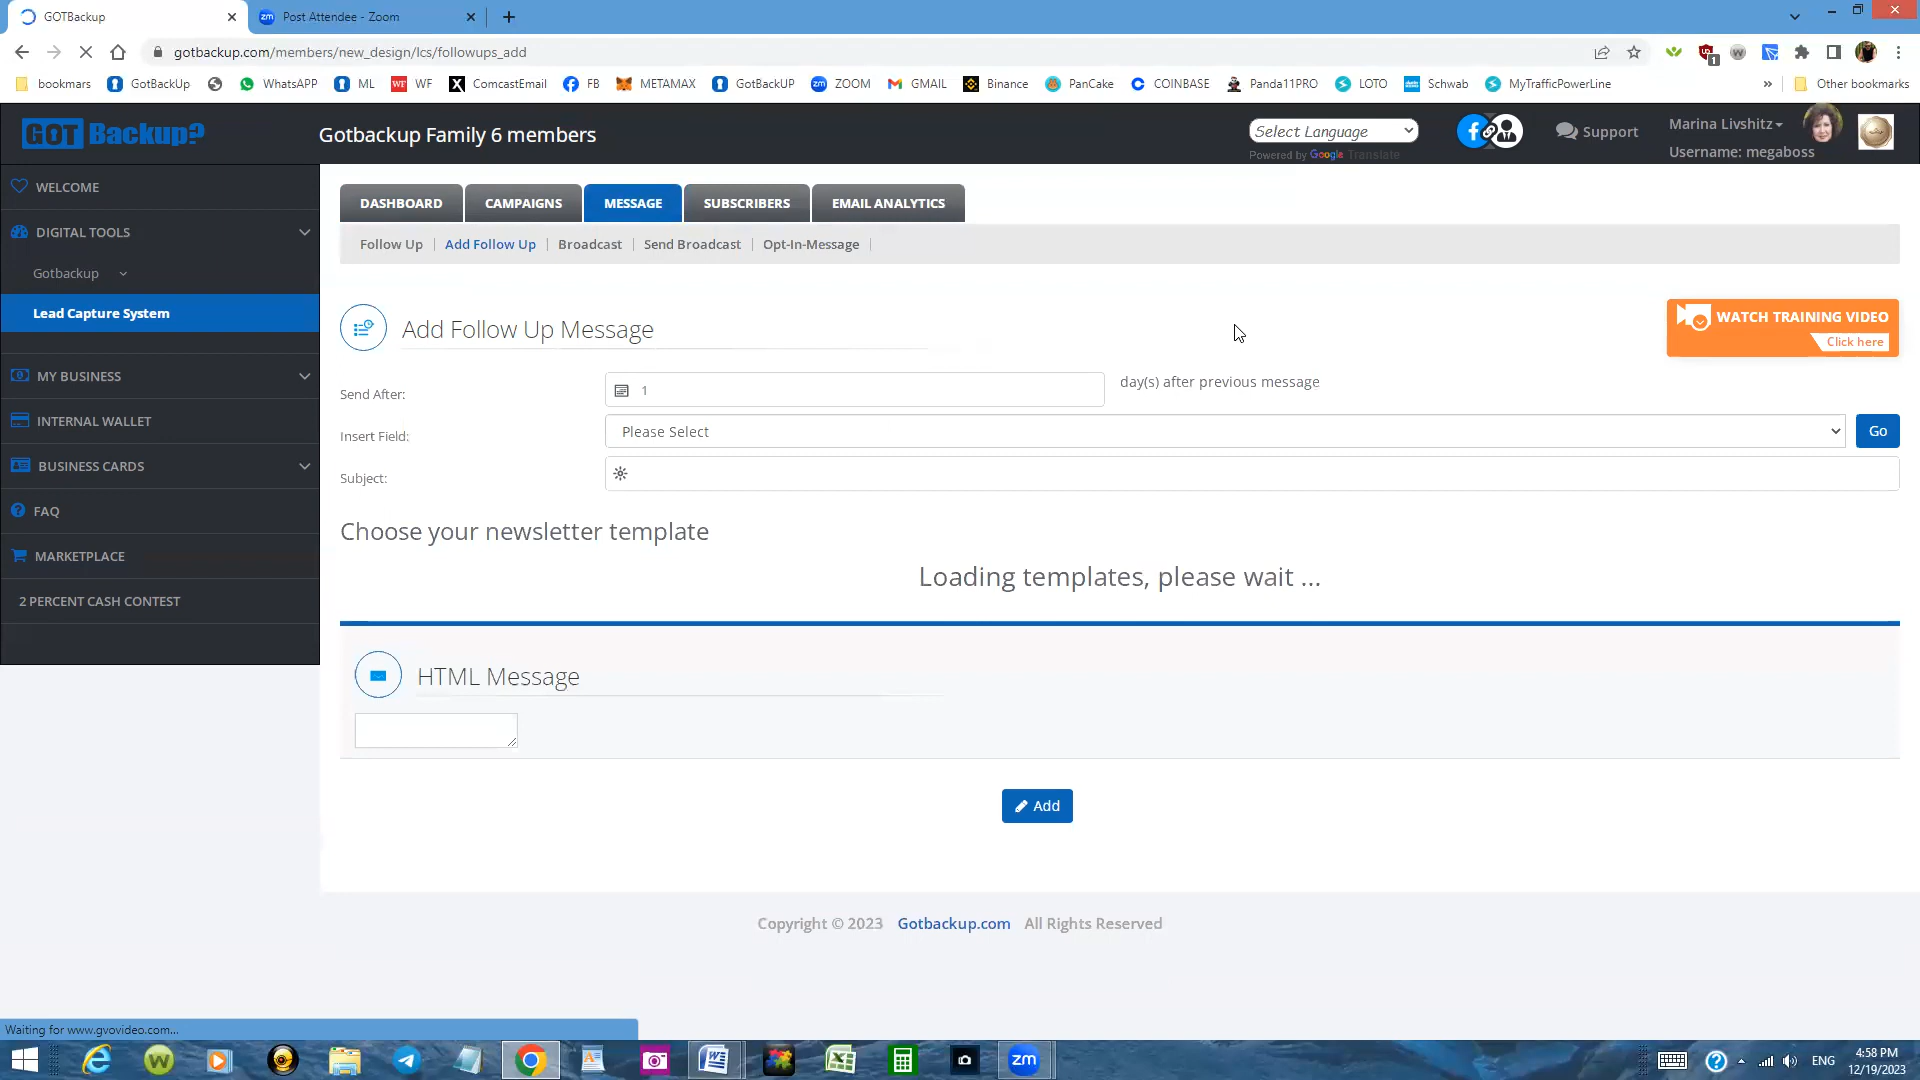 GOTBackup
Post Attendee - Zoom
gotbackup.com/members/new_design/lcs/followups_add
bookmars
GotBackUp
WhatsAPP
ML
WF
ComcastEmail
FB
METAMAX
GotBackUP
ZOOM
GMAIL
Binance
PanCake
COINBASE
Panda11PRO
LOTO
Schwab
MyTrafficPowerLine
»
Other bookmarks
GOT Backup?
Gotbackup Family 6 members
Select Language
Powered by Google Translate
Support
Marina Livshitz
Username: megaboss
WELCOME
DIGITAL TOOLS
Gotbackup
Lead Capture System
MY BUSINESS
INTERNAL WALLET
BUSINESS CARDS
FAQ
MARKETPLACE
2 PERCENT CASH CONTEST
DASHBOARD
CAMPAIGNS
MESSAGE
SUBSCRIBERS
EMAIL ANALYTICS
Follow Up | Add Follow Up | Broadcast | Send Broadcast | Opt-In-Message |
Add Follow Up Message
WATCH TRAINING VIDEO
Click here
Send After:
1
day(s) after previous message
Insert Field:
Please Select
Go
Subject:
Choose your newsletter template
Loading templates, please wait ...
HTML Message
Add
Copyright © 2023 Gotbackup.com All Rights Reserved
Waiting for www.gvovideo.com...
zm
ENG
4:58 PM
12/19/2023